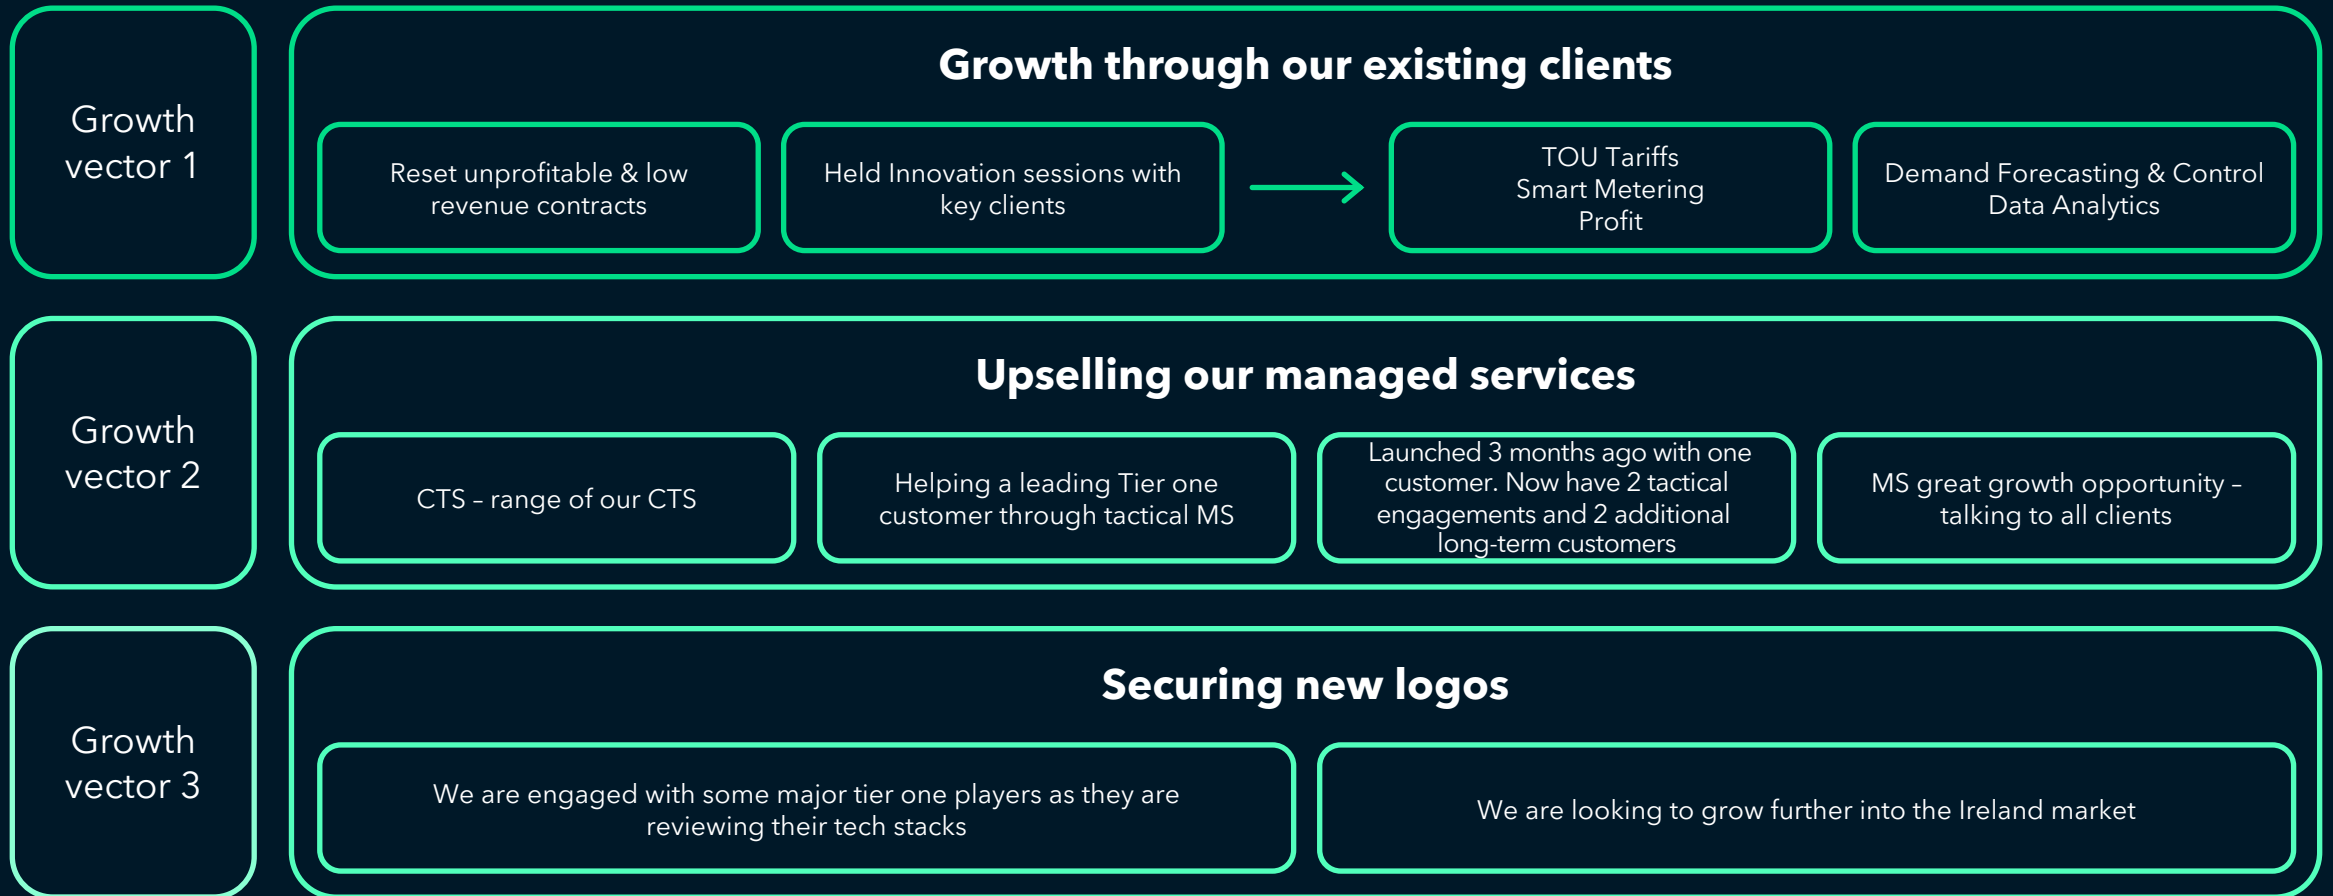 Growth
vector 1
Growth through our existing clients
Reset unprofitable & low
revenue contracts
Held Innovation sessions with
key clients
TOU Tariffs
Smart Metering
Profit
Demand Forecasting & Control
Data Analytics
Growth
vector 2
Upselling our managed services
CTS – range of our CTS
Helping a leading Tier one
customer through tactical MS
Launched 3 months ago with one
customer. Now have 2 tactical
engagements and 2 additional
long-term customers
MS great growth opportunity –
talking to all clients
Growth
vector 3
Securing new logos
We are engaged with some major tier one players as they are
reviewing their tech stacks
We are looking to grow further into the Ireland market